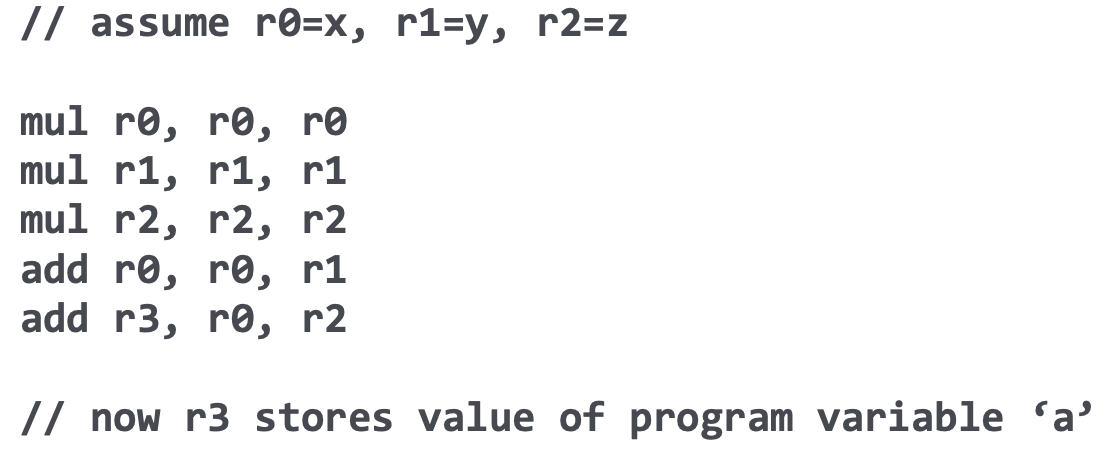 // assume r0=x, r1=y, r2=z
mul r0, r0, r0
mul r1, r1, r1
mul r2, r2, r2
add r0, r0, r1
add r3, r0, r2
// now r3 stores value of program variable ‘a’